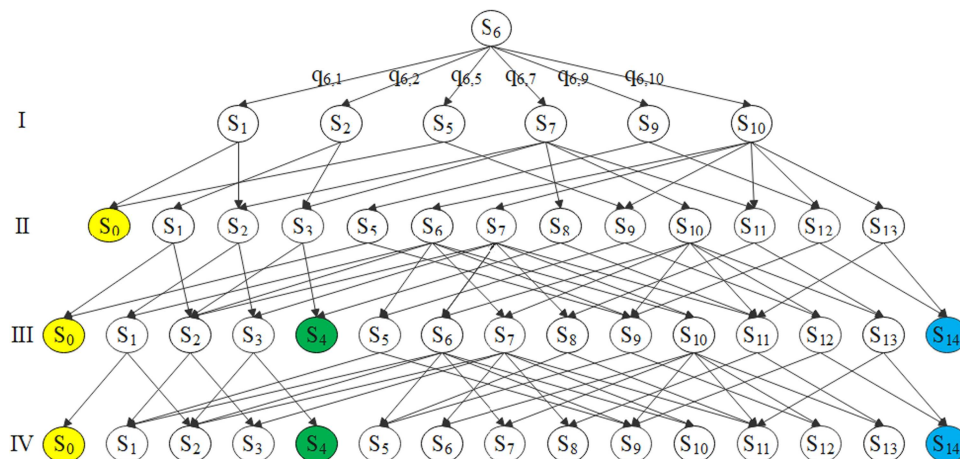 S6
q6,1 q6,2 q6,5 q6,7 q6,9 q6,10
I S1 S2 S5 S7 S9 S10
II S0 S1 S2 S3 S5 S6 S7 S8 S9 S10 S11 S12 S13
III S0 S1 S2 S3 S4 S5 S6 S7 S8 S9 S10 S11 S12 S13 S14
IV S0 S1 S2 S3 S4 S5 S6 S7 S8 S9 S10 S11 S12 S13 S14